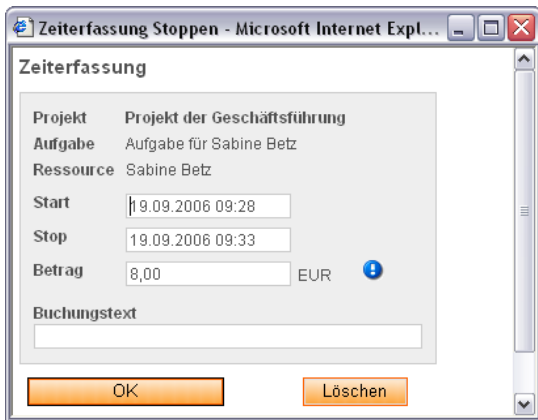 Zeiterfassung Stoppen - Microsoft Internet Expl...
Zeiterfassung
Projekt Projekt der Geschäftsführung
Aufgabe Aufgabe für Sabine Betz
Ressource Sabine Betz
Start 19.09.2006 09:28
Stop 19.09.2006 09:33
Betrag 8,00 EUR
Buchungstext
OK Löschen